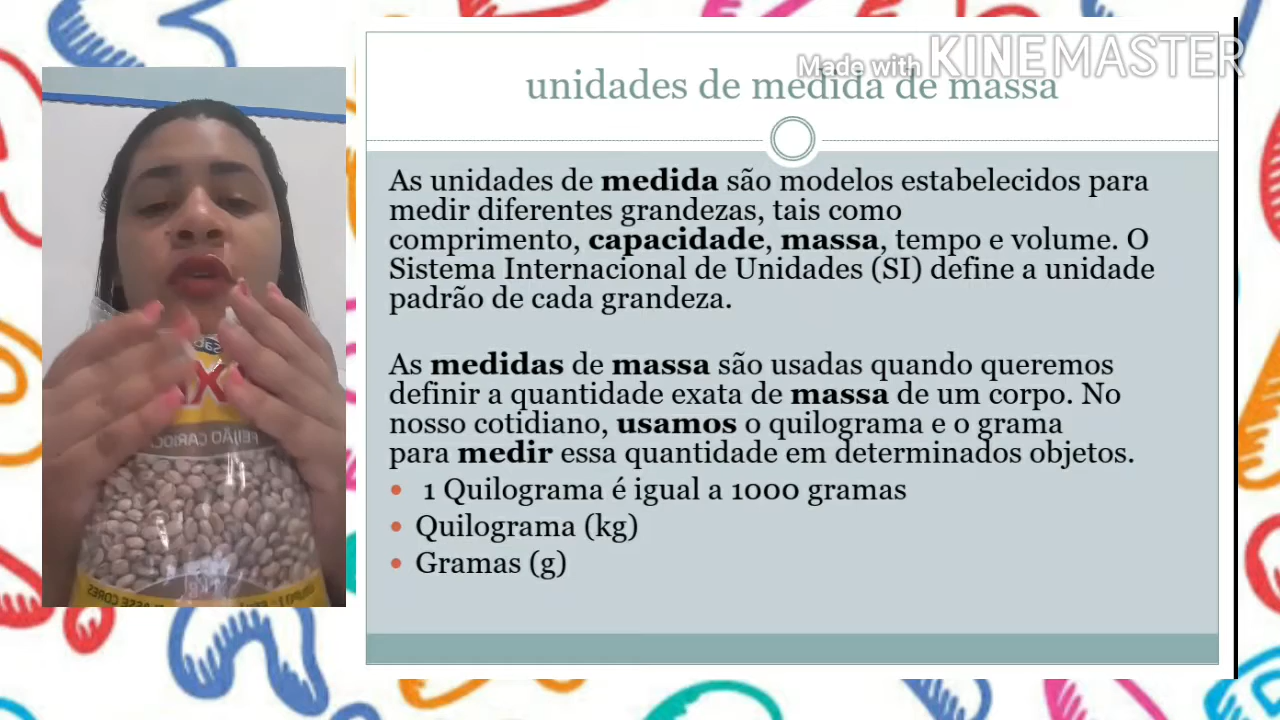 Made with KINEMASTER
unidades de medida de massa
As unidades de medida são modelos estabelecidos para
medir diferentes grandezas, tais como
comprimento, capacidade, massa, tempo e volume. O
Sistema Internacional de Unidades (SI) define a unidade
padrão de cada grandeza.
As medidas de massa são usadas quando queremos
definir a quantidade exata de massa de um corpo. No
nosso cotidiano, usamos o quilograma e o grama
para medir essa quantidade em determinados objetos.
• 1 Quilograma é igual a 1000 gramas
• Quilograma (kg)
• Gramas (g)
FEIJÃO CARIOCA
CLASSE CORES